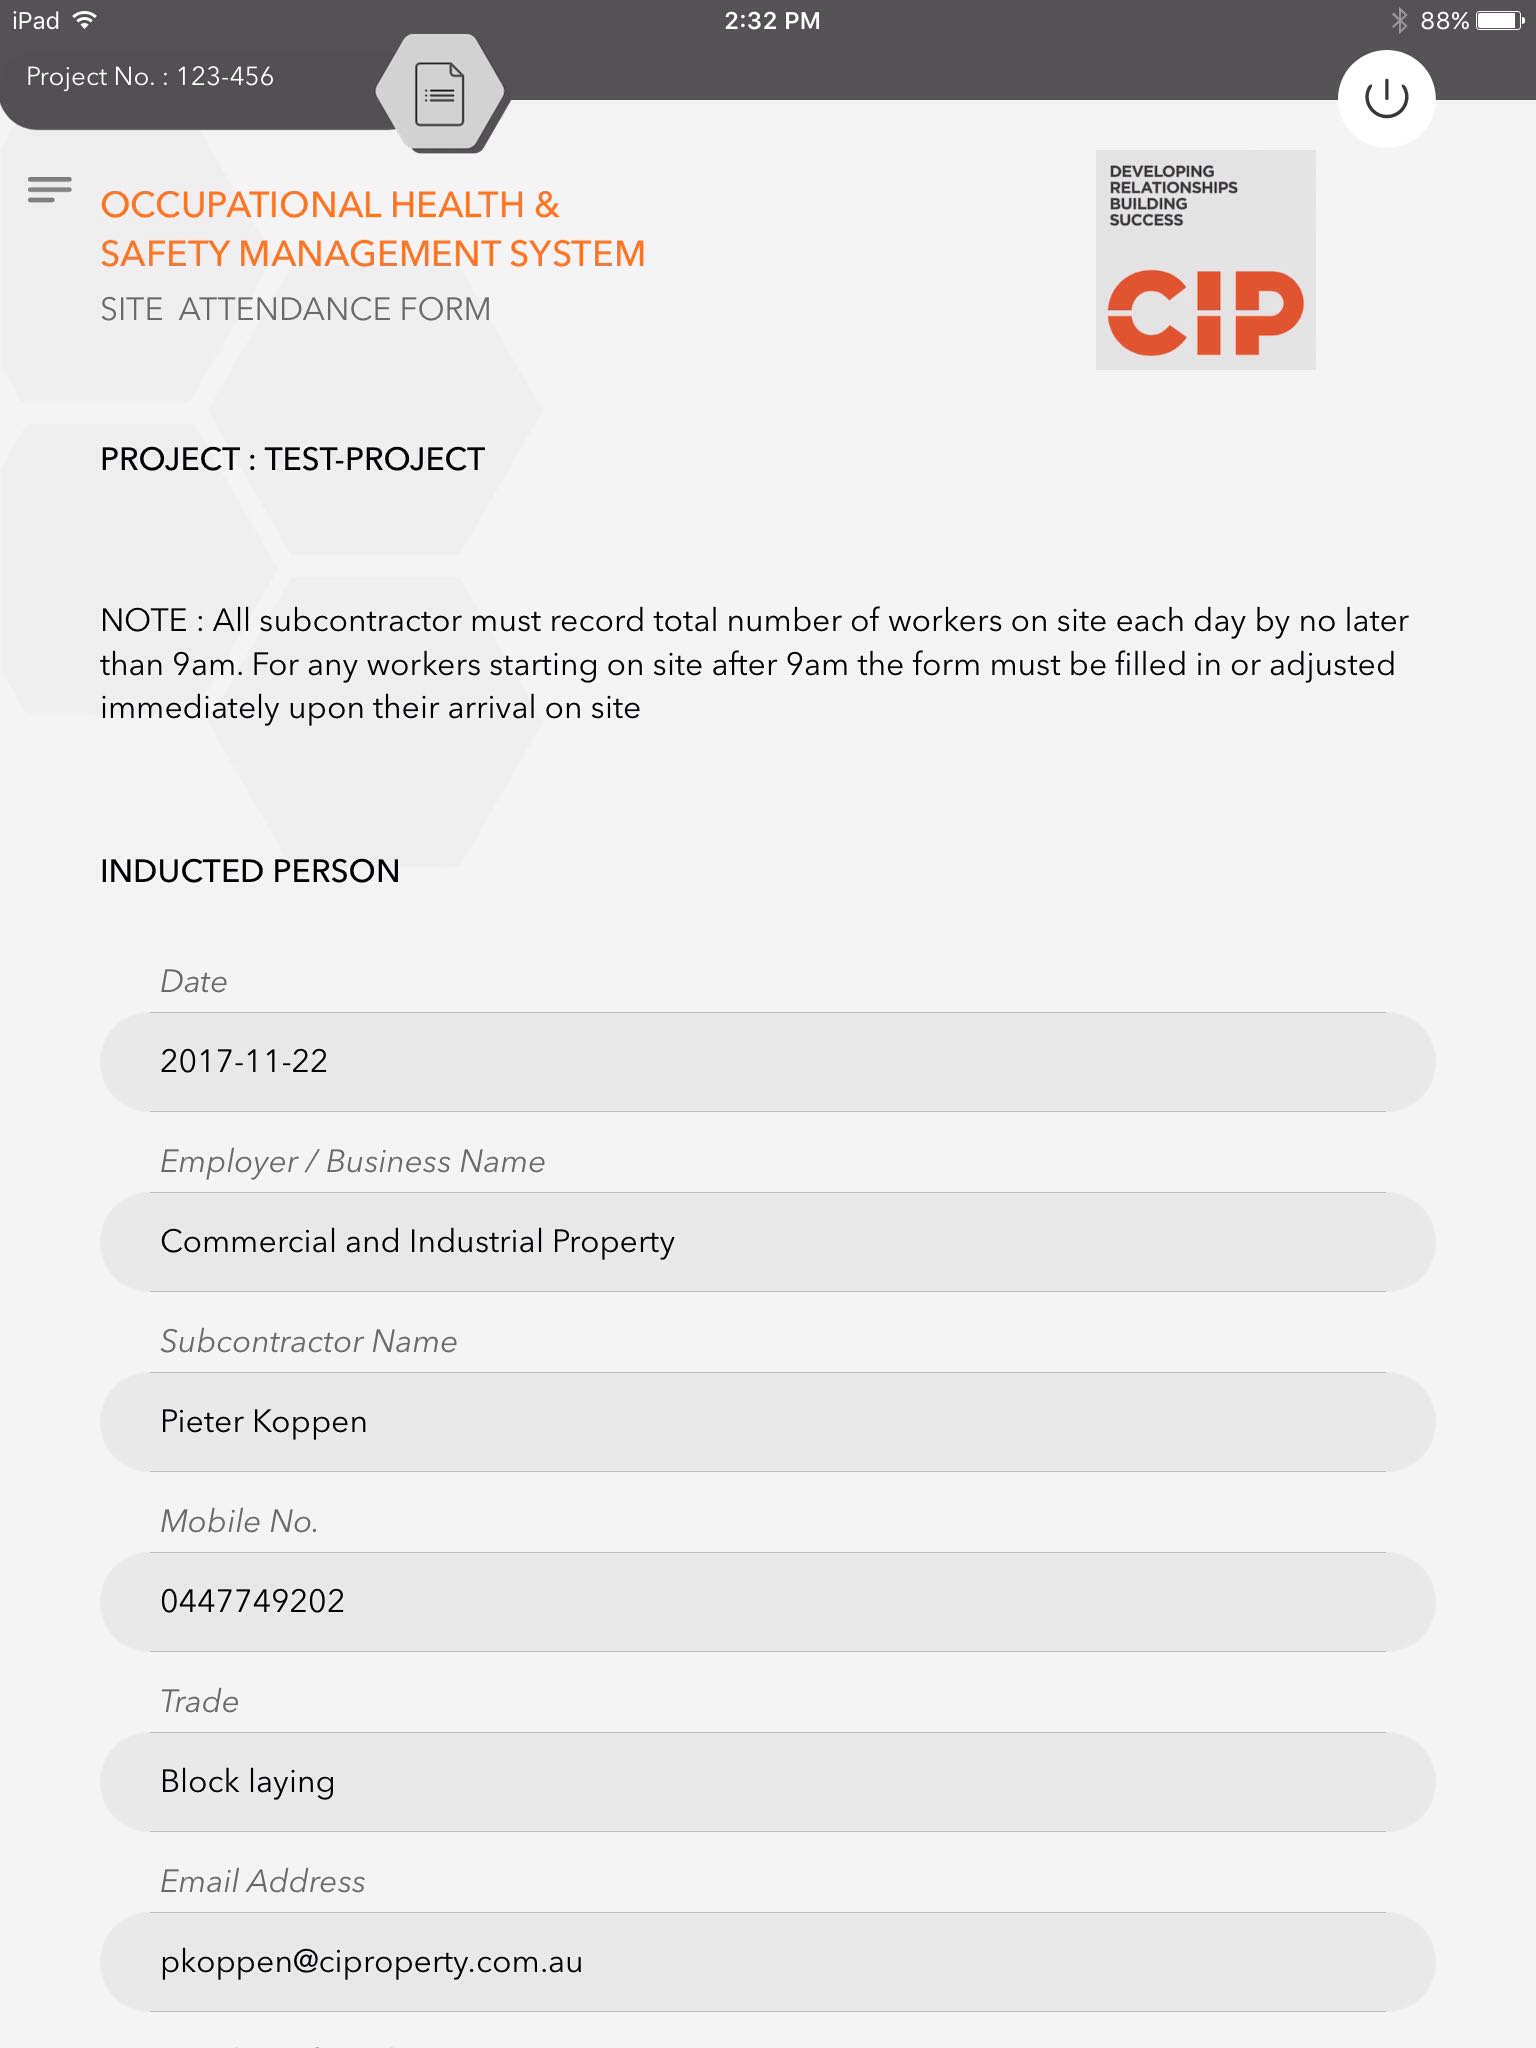 iPad 2:32 PM 88%
Project No. : 123-456
DEVELOPING
RELATIONSHIPS
BUILDING
SUCCESS
CIP
OCCUPATIONAL HEALTH &
SAFETY MANAGEMENT SYSTEM
SITE ATTENDANCE FORM
PROJECT : TEST-PROJECT
NOTE : All subcontractor must record total number of workers on site each day by no later
than 9am. For any workers starting on site after 9am the form must be filled in or adjusted
immediately upon their arrival on site
INDUCTED PERSON
Date
2017-11-22
Employer / Business Name
Commercial and Industrial Property
Subcontractor Name
Pieter Koppen
Mobile No.
0447749202
Trade
Block laying
Email Address
pkoppen@ciproperty.com.au